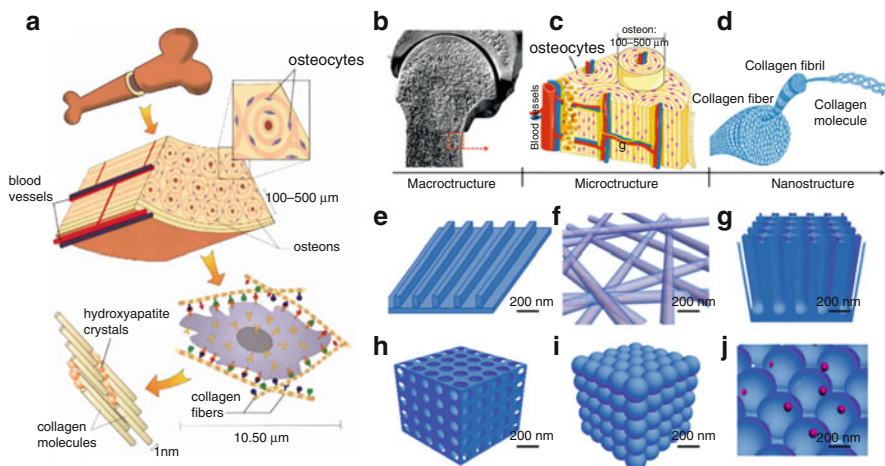 a
osteocytes
blood
vessels
100–500 μm
osteons
hydroxyapatite
crystals
collagen
molecules
1nm
collagen
fibers
10.50 μm
b
c
osteon:
100–500 μm
osteocytes
Blood vessels
g
d
Collagen fibril
Collagen fiber
Collagen
molecule
Macroctructure
Microctructure
Nanostructure
e
200 nm
f
200 nm
g
200 nm
h
200 nm
i
200 nm
j
200 nm